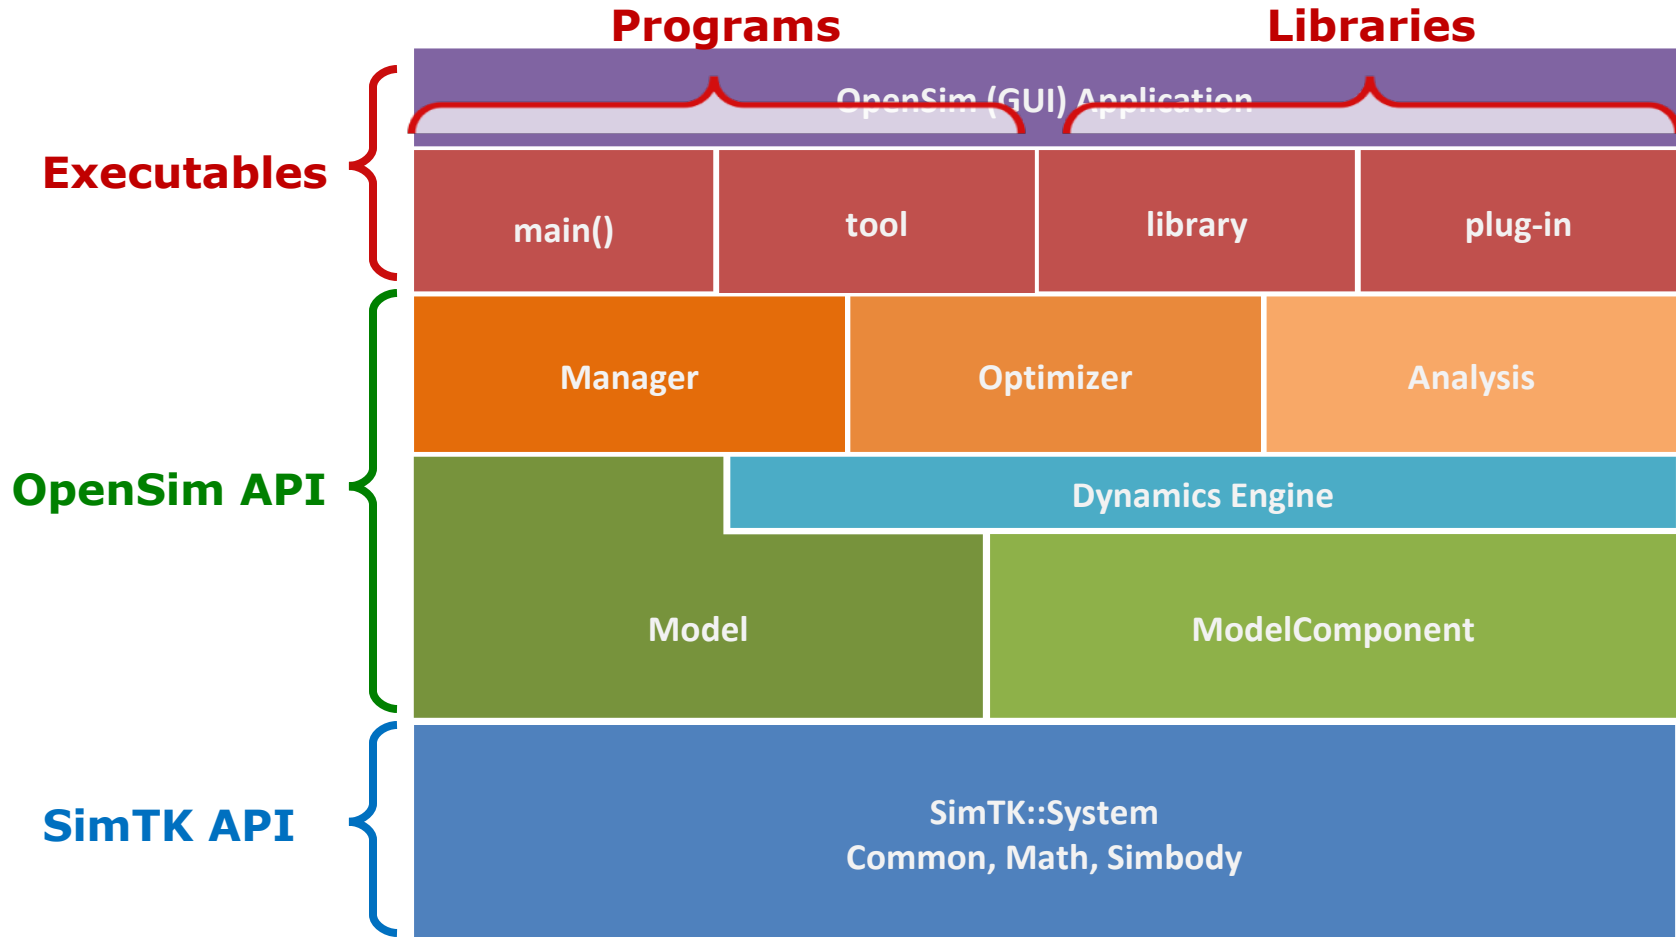 Programs
Libraries
OpenSim (GUI) Application
Executables
main()
tool
library
plug-in
Manager
Optimizer
Analysis
OpenSim API
Dynamics Engine
Model
ModelComponent
SimTK API
SimTK::System
Common, Math, Simbody